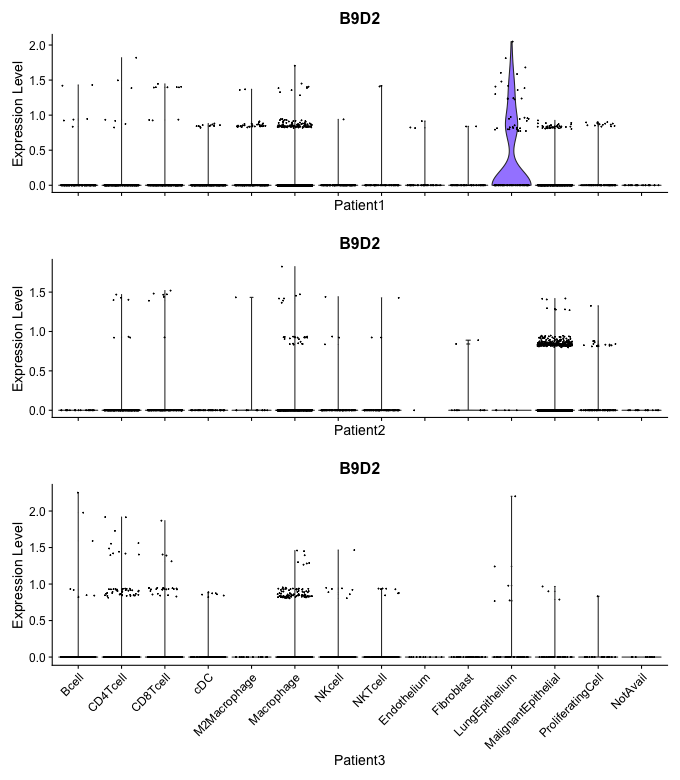 B9D2
Expression Level
2.0
1.5
1.0
0.5
0.0
Patient1
B9D2
Expression Level
1.5
1.0
0.5
0.0
Patient2
B9D2
Expression Level
2.0
1.5
1.0
0.5
0.0
Bcell
CD4Tcell
CD8Tcell
cDC
M2Macrophage
Macrophage
NKcell
NKTcell
Endothelium
Fibroblast
LungEpithelium
MalignantEpithelial
ProliferatingCell
NotAvail
Patient3